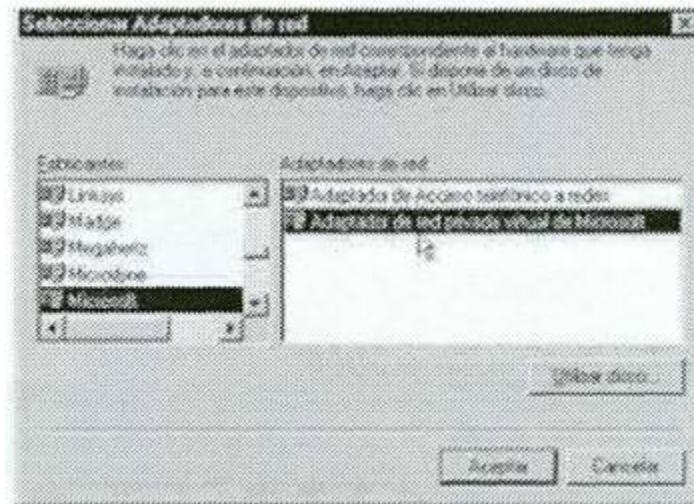 Seleccionar Adaptadores de red
Haga clic en el adaptador de red correspondiente al hardware que tenga
instalado y, a continuación, en Aceptar. Si dispone de un disco de
instalación para este dispositivo, haga clic en Utilizar disco.
Fabricantes:
Adaptadores de red:
Linksys
Madge
Megahertz
Microdyne
Microsoft
Adaptador de Acceso telefónico a redes
Adaptador de red privada virtual de Microsoft
Utilizar disco...
Aceptar
Cancelar